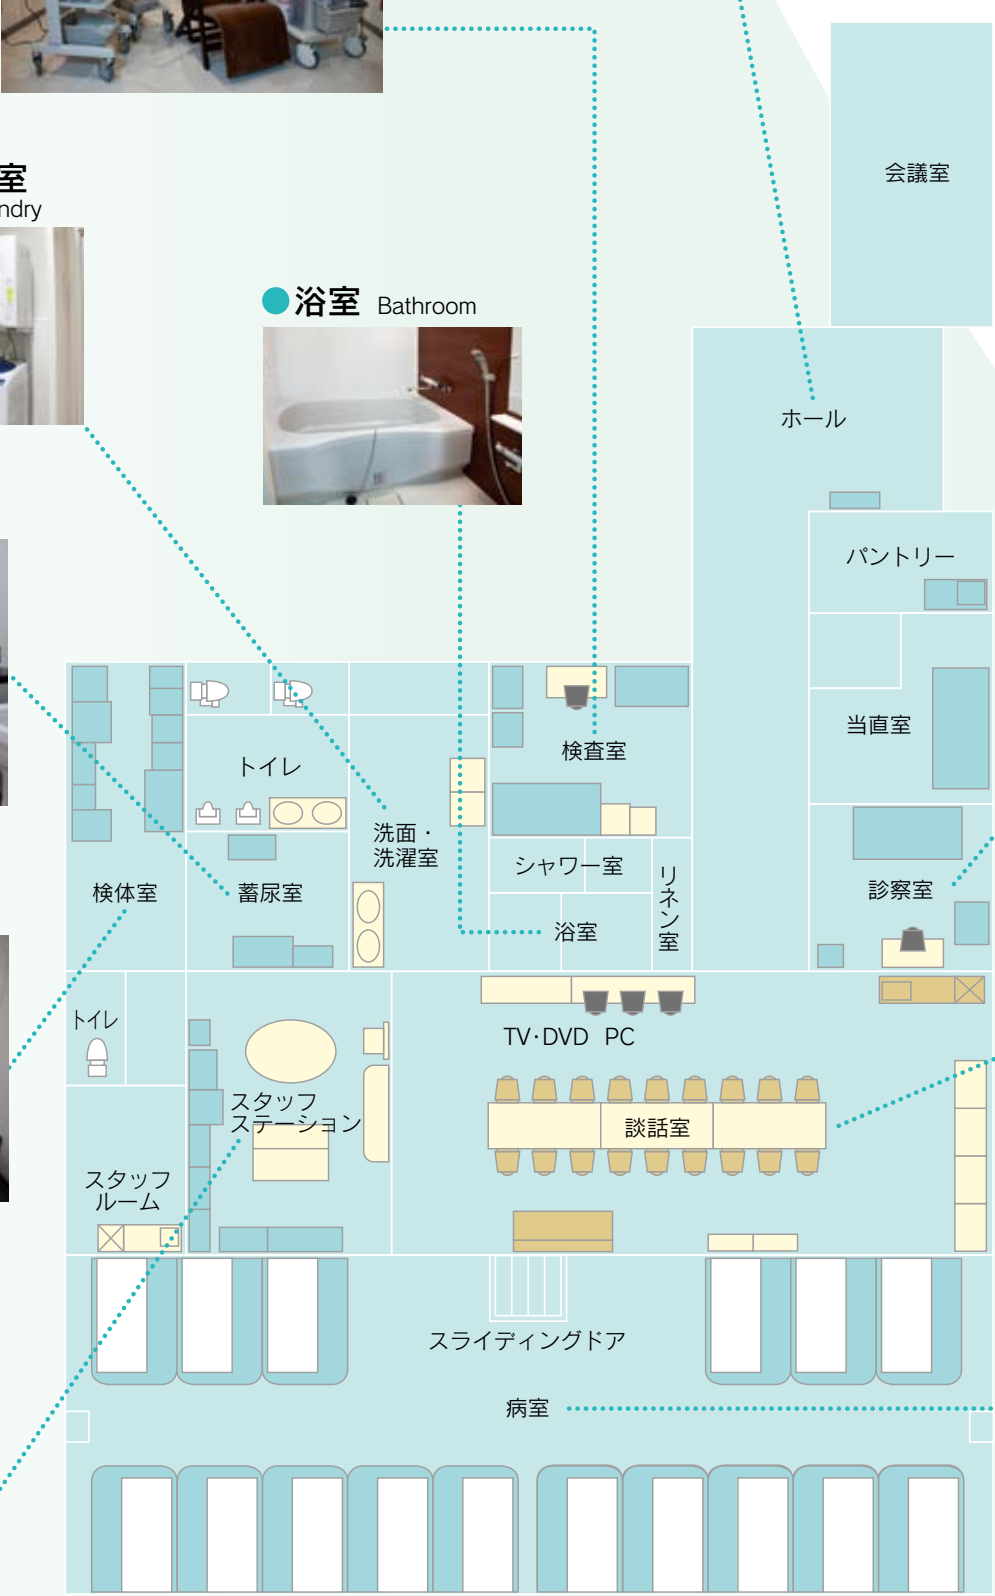 室
ndry
浴室 Bathroom
会議室
ホール
パントリー
当直室
検査室
トイレ
洗面・
洗濯室
シャワー室
リネン室
診察室
検体室
蓄尿室
浴室
トイレ
TV・DVD PC
スタッフ
ステーション
談話室
スタッフ
ルーム
スライディングドア
病室